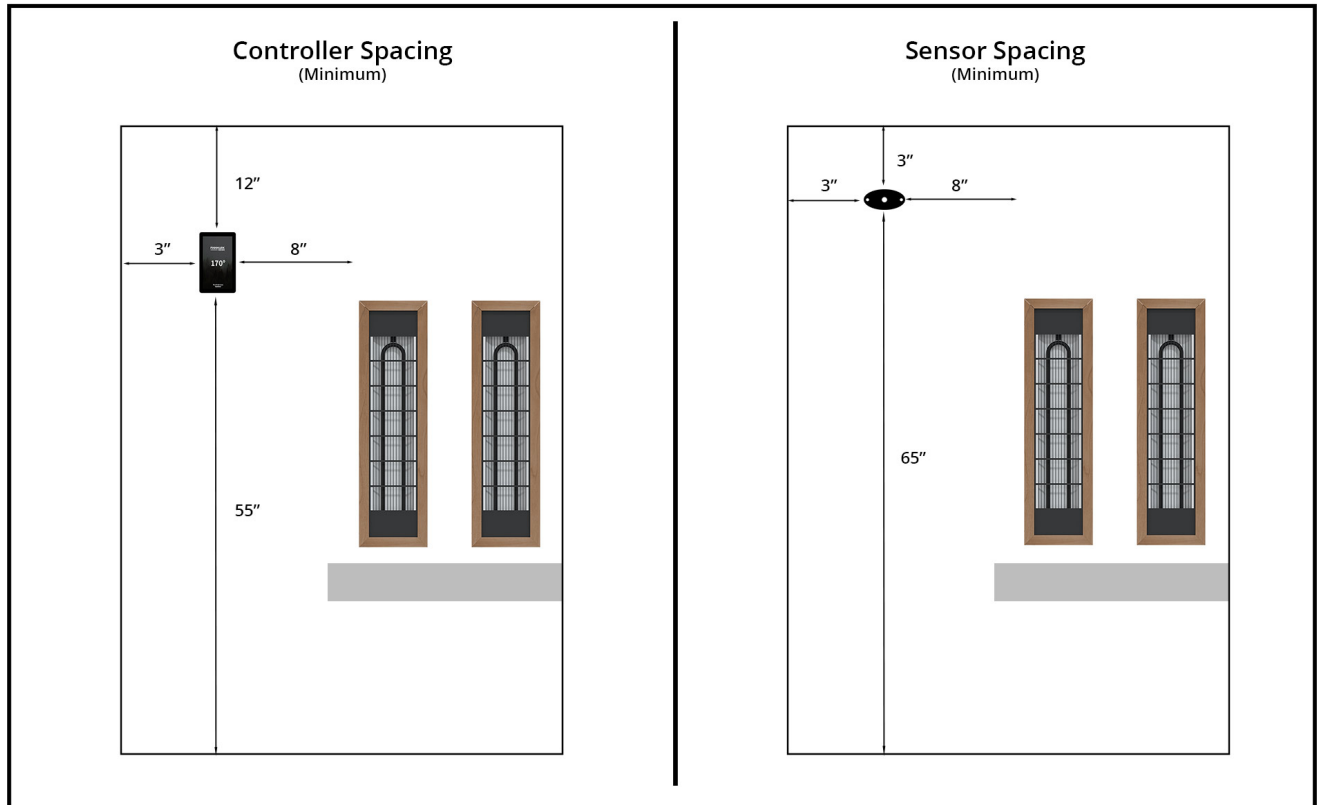 Controller Spacing
(Minimum)
12”
3”
8”
170°
55”
Sensor Spacing
(Minimum)
3”
3”
8”
65”